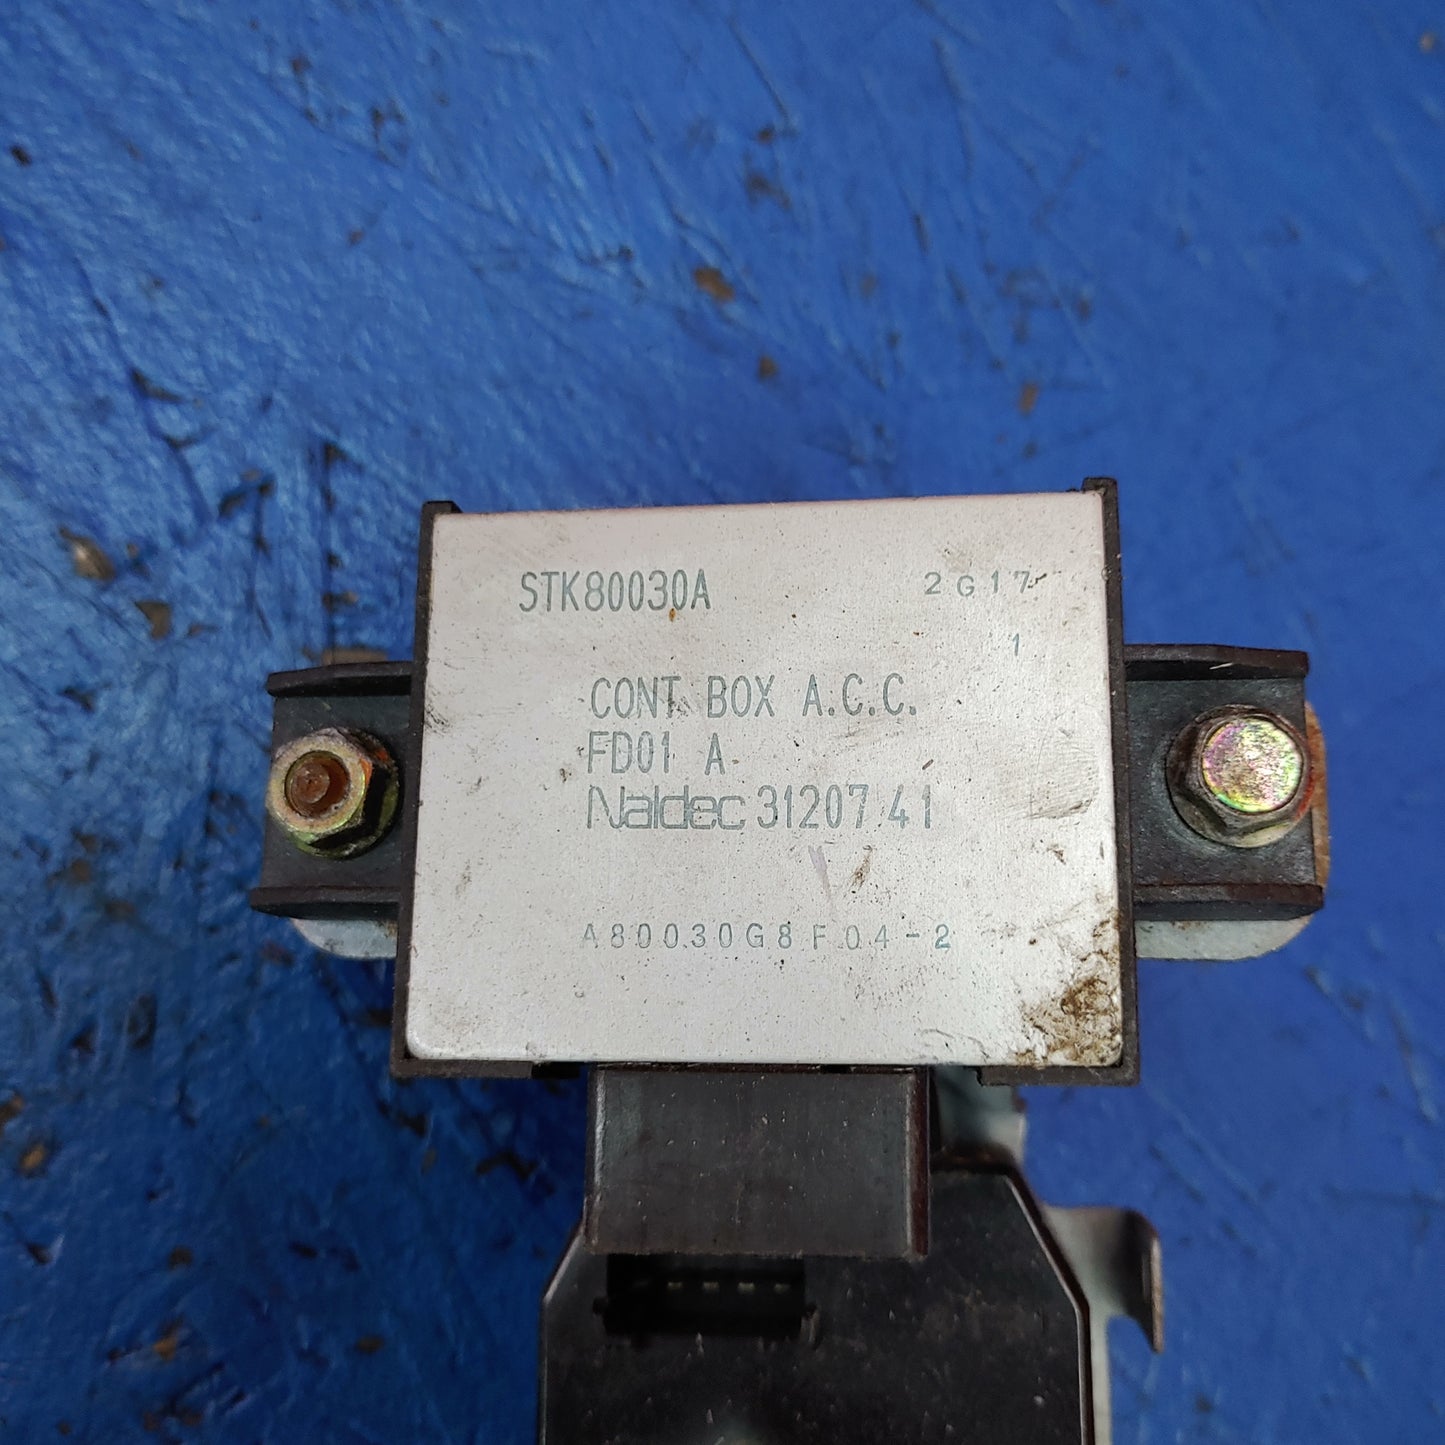 STK80030A 2G17
1
CONT. BOX A.C.C.
FD01 A
Naldec 31207 41
A80030G8F04-2